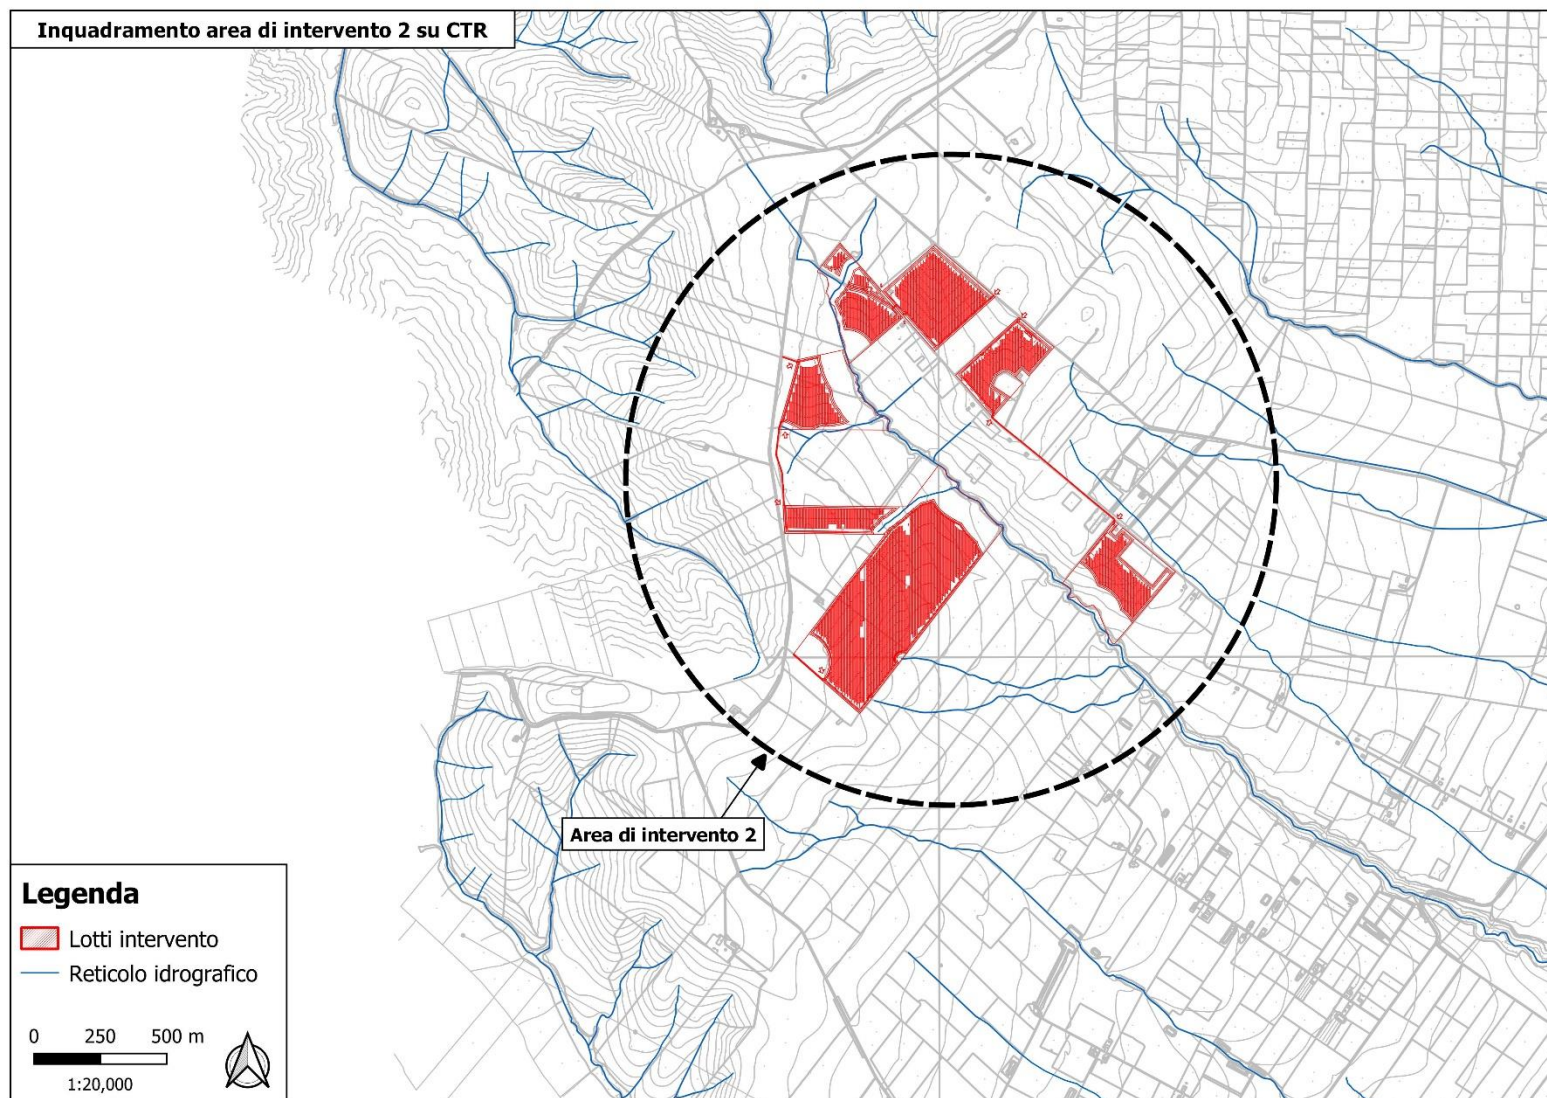 Inquadramento area di intervento 2 su CTR
Area di intervento 2
Legenda
Lotti intervento
Reticolo idrografico
0 250 500 m
1:20,000